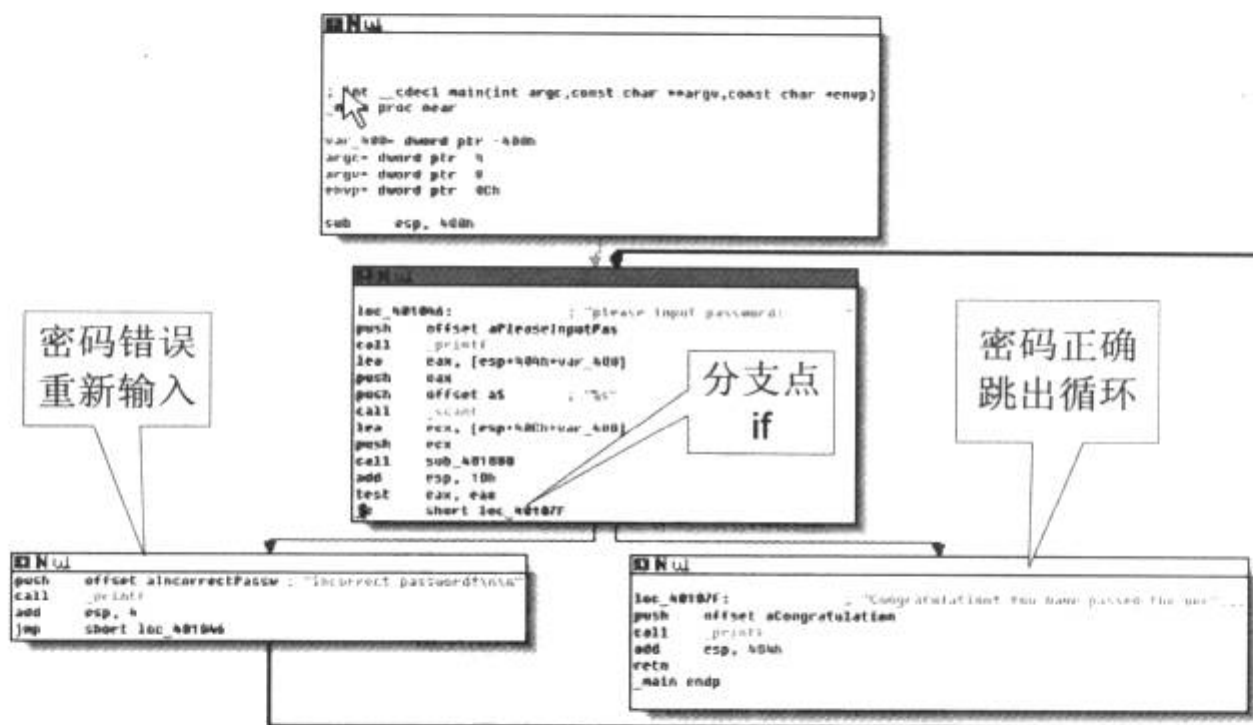 ; int __cdecl main(int argc,const char **argv,const char *envp)
proc near
var_400= dword ptr -400h
argc= dword ptr 4
argv= dword ptr 8
envp= dword ptr 0Ch
sub esp, 400h
loc_401046: ; "please input password:
push offset aPleaseInputPas
call _printf
lea eax, [esp+404h+var_400]
push eax
push offset aS ; "%s"
call _scanf
lea ecx, [esp+40Ch+var_400]
push ecx
call sub_401000
add esp, 10h
test eax, eax
short loc_40107F
密码错误
重新输入
分支点
if
密码正确
跳出循环
push offset aIncorrectPassw ; "incorrect password!\n\n"
call _printf
add esp, 4
jmp short loc_401046
loc_40107F: ; "Congratulation! You have passed the ver"...
push offset aCongratulation
call _printf
add esp, 404h
retn
_main endp